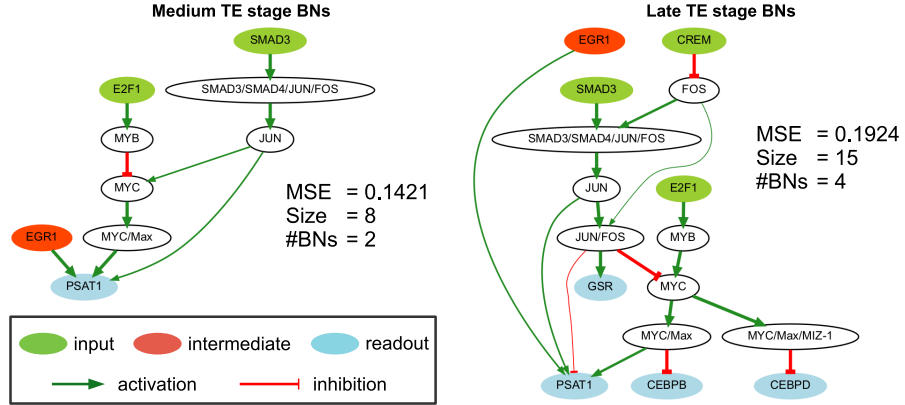 Medium TE stage BNs
SMAD3
E2F1
SMAD3/SMAD4/JUN/FOS
MYB
JUN
MYC
EGR1
MYC/Max
PSAT1
MSE = 0.1421
Size = 8
#BNs = 2
input
intermediate
readout
activation
inhibition
Late TE stage BNs
EGR1
CREM
SMAD3
FOS
SMAD3/SMAD4/JUN/FOS
JUN
E2F1
JUN/FOS
MYB
GSR
MYC
MYC/Max
MYC/Max/MIZ-1
PSAT1
CEBPB
CEBPD
MSE = 0.1924
Size = 15
#BNs = 4